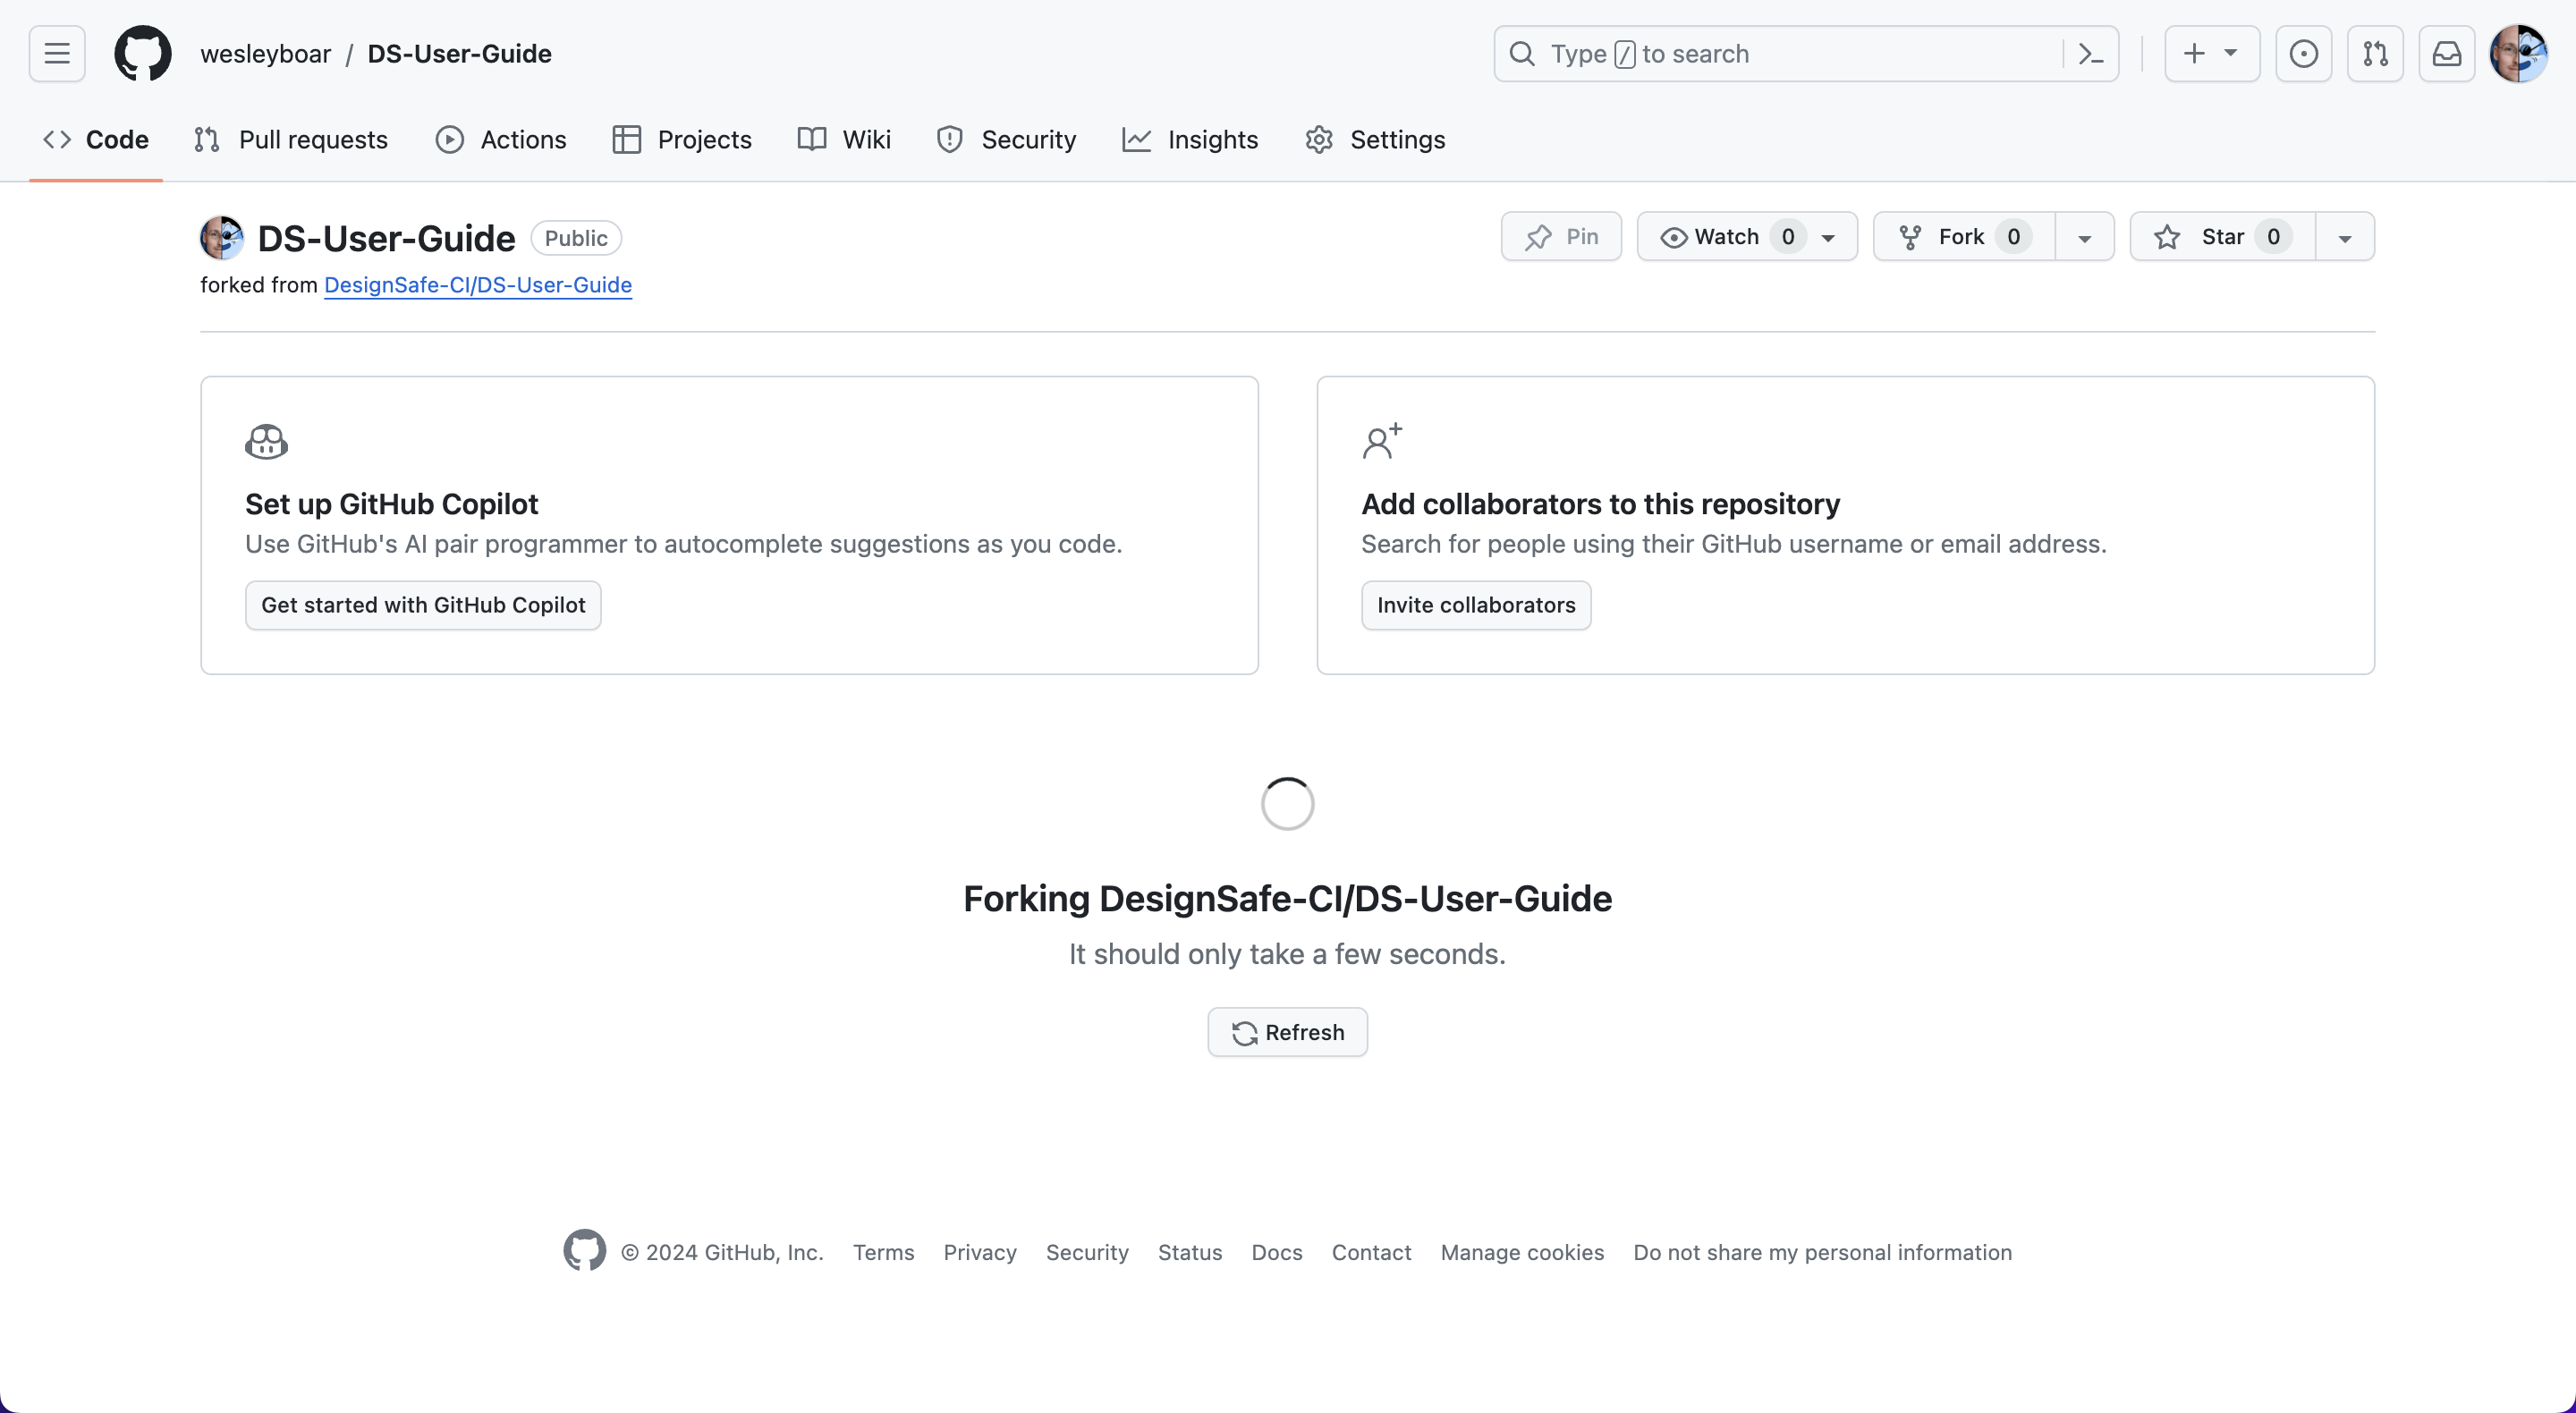 wesleyboar / DS-User-Guide
Type / to search
Code Pull requests Actions Projects Wiki Security Insights Settings
DS-User-Guide Public
Pin Watch 0 Fork 0 Star 0
forked from DesignSafe-CI/DS-User-Guide
Set up GitHub Copilot
Use GitHub's AI pair programmer to autocomplete suggestions as you code.
Get started with GitHub Copilot
Add collaborators to this repository
Search for people using their GitHub username or email address.
Invite collaborators
Forking DesignSafe-CI/DS-User-Guide
It should only take a few seconds.
Refresh
© 2024 GitHub, Inc. Terms Privacy Security Status Docs Contact Manage cookies Do not share my personal information